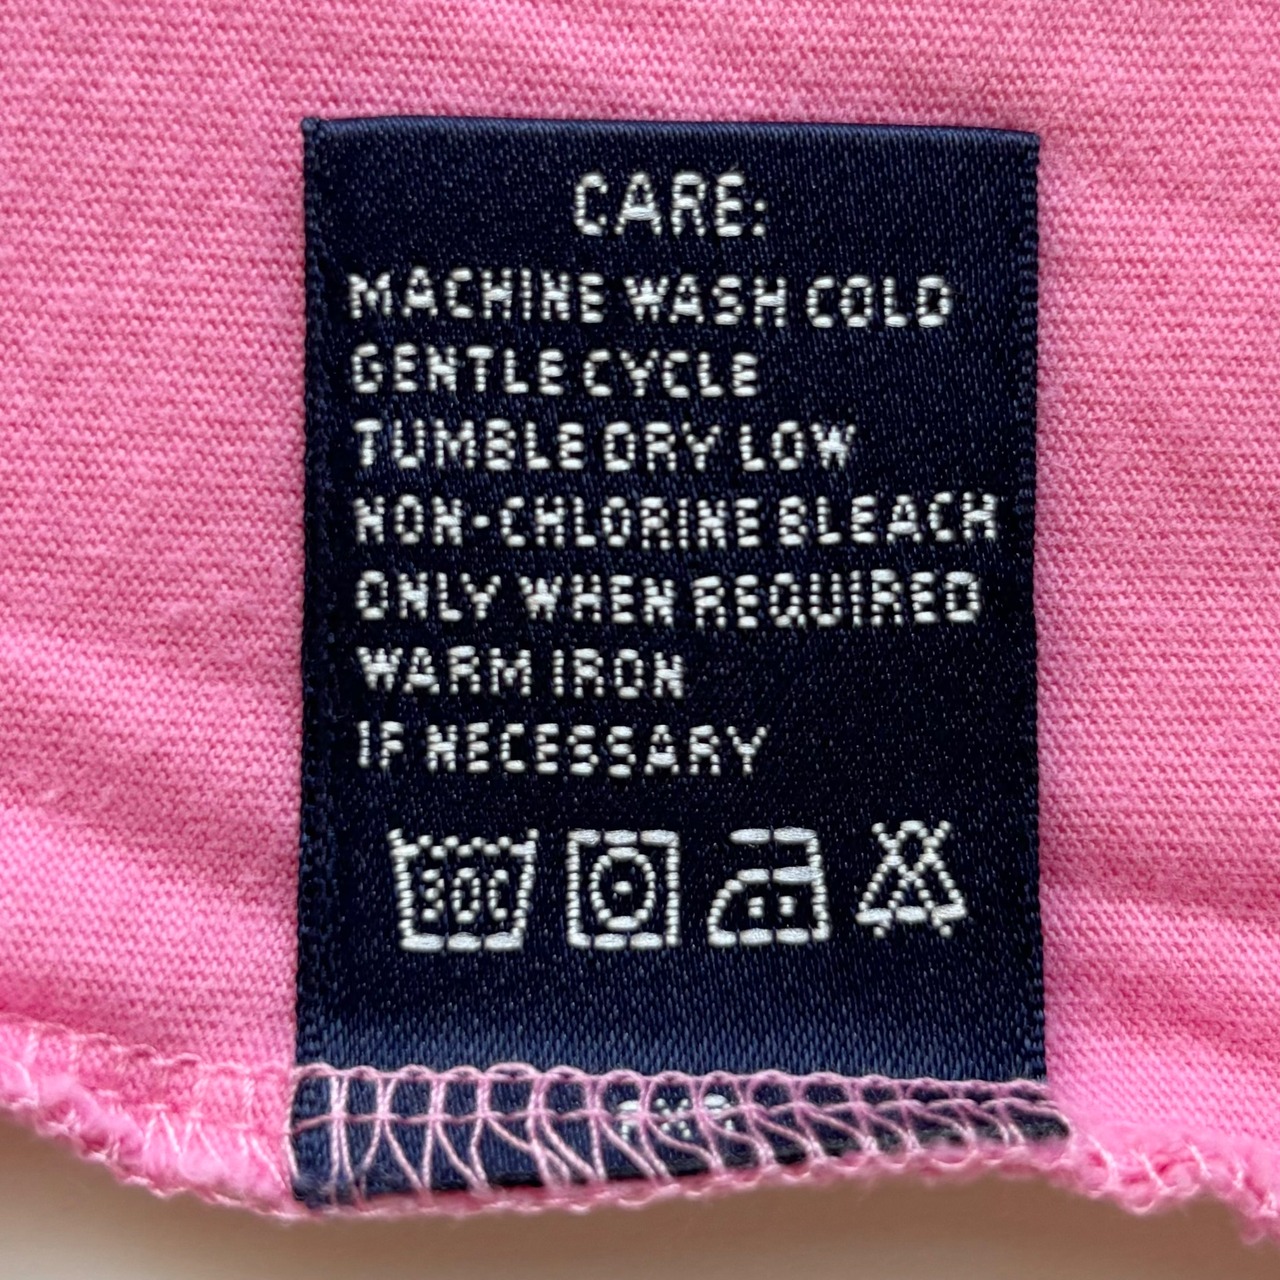 CARE:
MACHINE WASH COLD
GENTLE CYCLE
TUMBLE DRY LOW
NON-CHLORINE BLEACH
ONLY WHEN REQUIRED
WARM IRON
IF NECESSARY
30C